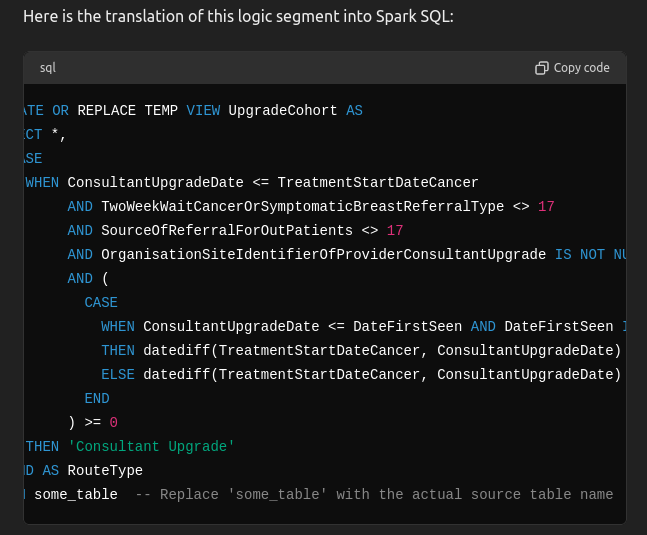 Here is the translation of this logic segment into Spark SQL:
sql
Copy code
ATE OR REPLACE TEMP VIEW UpgradeCohort AS
ECT *,
ASE
WHEN ConsultantUpgradeDate <= TreatmentStartDateCancer
AND TwoWeekWaitCancerOrSymptomaticBreastReferralType <> 17
AND SourceOfReferralForOutPatients <> 17
AND OrganisationSiteIdentifierOfProviderConsultantUpgrade IS NOT NU
AND (
CASE
WHEN ConsultantUpgradeDate <= DateFirstSeen AND DateFirstSeen
THEN datediff(TreatmentStartDateCancer, ConsultantUpgradeDate)
ELSE datediff(TreatmentStartDateCancer, ConsultantUpgradeDate)
END
) >= 0
THEN 'Consultant Upgrade'
ND AS RouteType
some_table -- Replace 'some_table' with the actual source table name